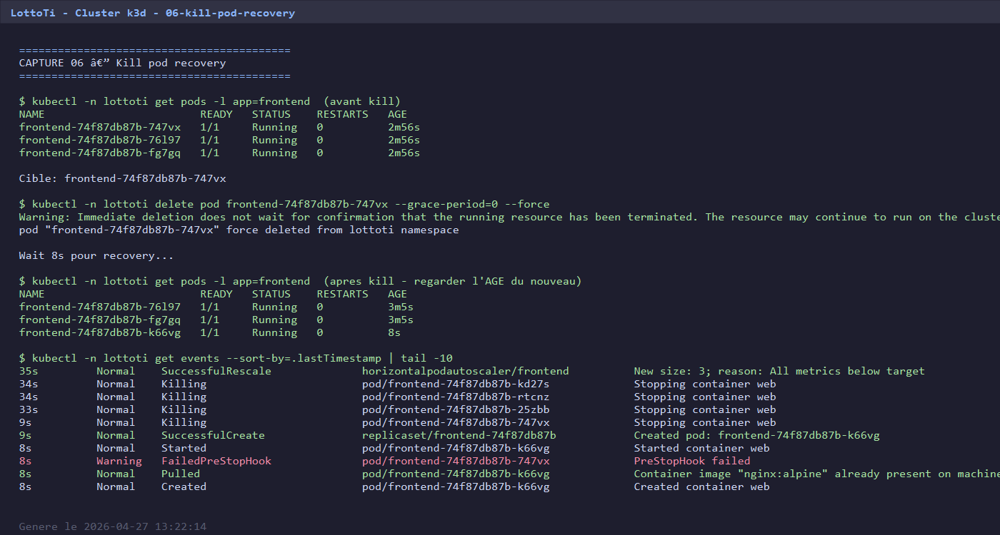 LottoTi - Cluster k3d - 06-kill-pod-recovery
==========================================
CAPTURE 06 â€” Kill pod recovery
==========================================
$ kubectl -n lottoti get pods -l app=frontend  (avant kill)
NAME                        READY   STATUS    RESTARTS   AGE
frontend-74f87db87b-747vx   1/1     Running   0          2m56s
frontend-74f87db87b-76l97   1/1     Running   0          2m56s
frontend-74f87db87b-fg7gq   1/1     Running   0          2m56s
Cible: frontend-74f87db87b-747vx
$ kubectl -n lottoti delete pod frontend-74f87db87b-747vx --grace-period=0 --force
Warning: Immediate deletion does not wait for confirmation that the running resource has been terminated. The resource may continue to run on the cluste
pod "frontend-74f87db87b-747vx" force deleted from lottoti namespace
Wait 8s pour recovery...
$ kubectl -n lottoti get pods -l app=frontend  (apres kill - regarder l'AGE du nouveau)
NAME                        READY   STATUS    RESTARTS   AGE
frontend-74f87db87b-76l97   1/1     Running   0          3m5s
frontend-74f87db87b-fg7gq   1/1     Running   0          3m5s
frontend-74f87db87b-k66vg   1/1     Running   0          8s
$ kubectl -n lottoti get events --sort-by=.lastTimestamp | tail -10
35s         Normal    SuccessfulRescale              horizontalpodautoscaler/frontend          New size: 3; reason: All metrics below target
34s         Normal    Killing                        pod/frontend-74f87db87b-kd27s             Stopping container web
34s         Normal    Killing                        pod/frontend-74f87db87b-rtcnz             Stopping container web
33s         Normal    Killing                        pod/frontend-74f87db87b-25zbb             Stopping container web
9s          Normal    Killing                        pod/frontend-74f87db87b-747vx             Stopping container web
9s          Normal    SuccessfulCreate               replicaset/frontend-74f87db87b            Created pod: frontend-74f87db87b-k66vg
8s          Normal    Started                        pod/frontend-74f87db87b-k66vg             Started container web
8s          Warning   FailedPreStopHook              pod/frontend-74f87db87b-747vx             PreStopHook failed
8s          Normal    Pulled                         pod/frontend-74f87db87b-k66vg             Container image "nginx:alpine" already present on machine
8s          Normal    Created                        pod/frontend-74f87db87b-k66vg             Created container web
Genere le 2026-04-27 13:22:14